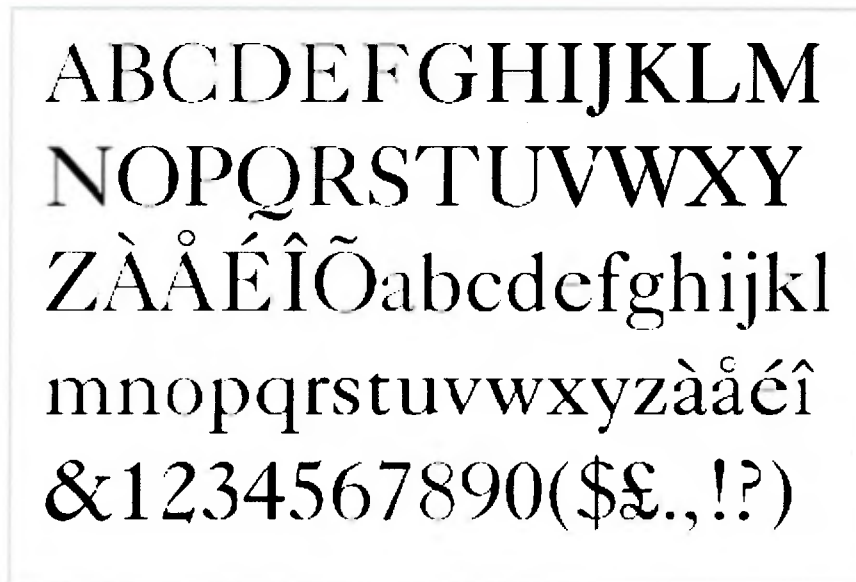 ABCDEFGHIJKLM
NOPQRSTUVWXY
ZÀÅÉÎÕabcdefghijkl
mnopqrstuvwxyzàåéî
&1234567890($£.,!?)